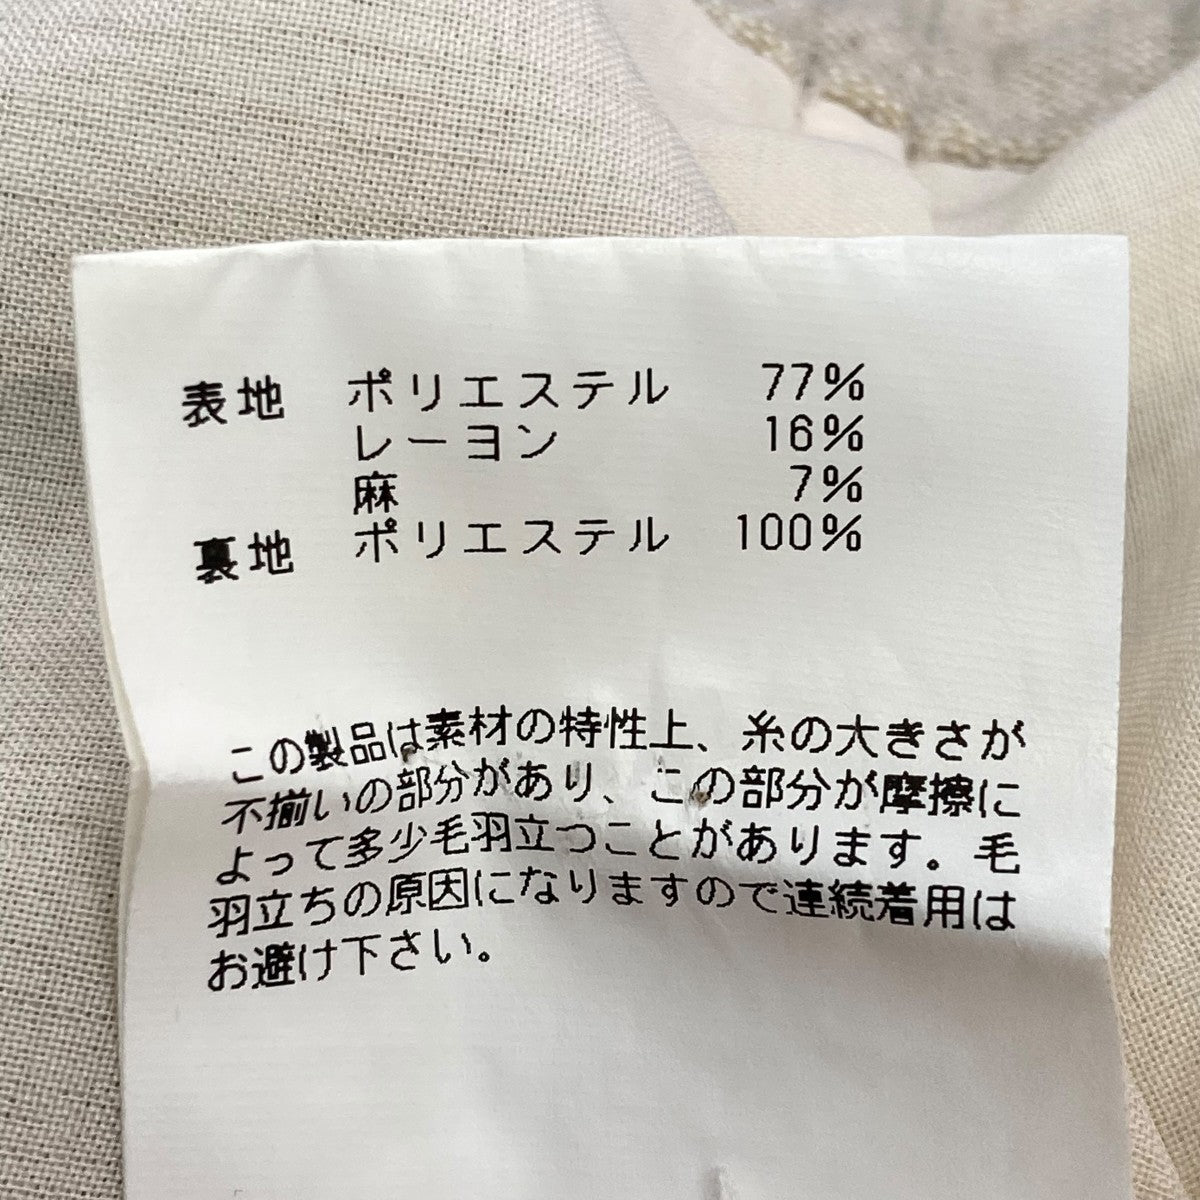 表地 ポリエステル 77%
レーヨン 16%
麻 7%
裏地 ポリエステル 100%
この製品は素材の特性上、糸の大きさが
不揃いの部分があり、この部分が摩擦に
よって多少毛羽立つことがあります。毛
羽立ちの原因になりますので連続着用は
お避け下さい。